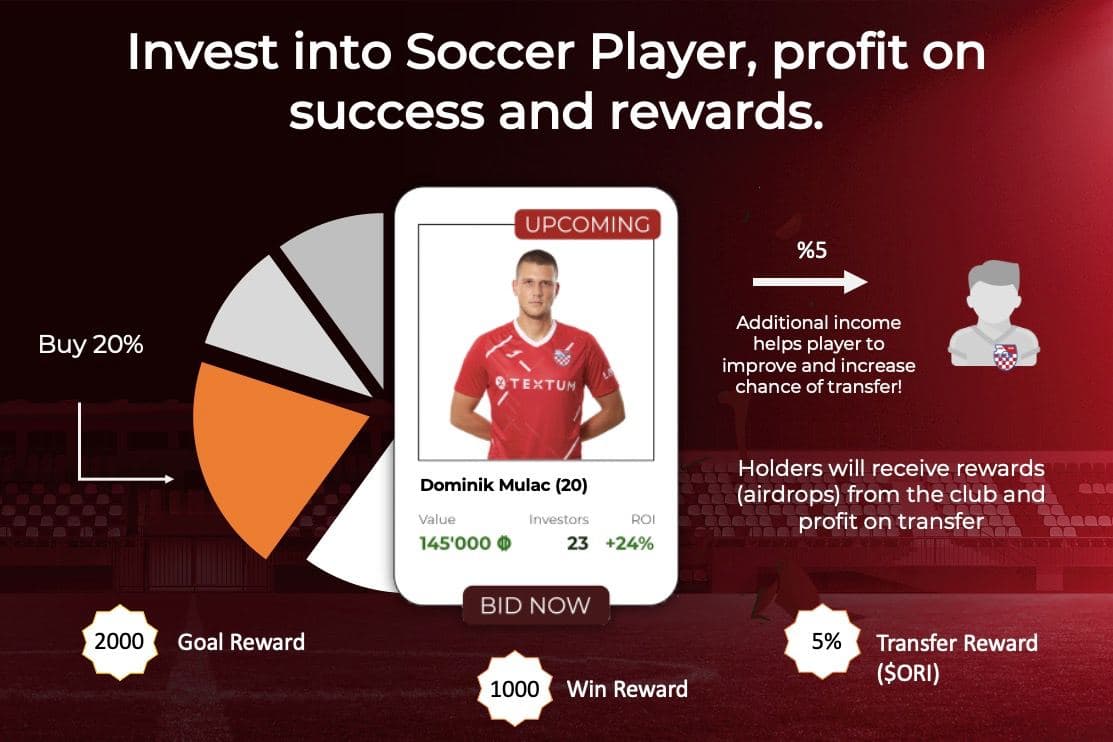 Invest into Soccer Player, profit on
success and rewards.
UPCOMING
TEXTUM
Dominik Mulac (20)
Value
Investors
ROI
145'000
23
+24%
BID NOW
Buy 20%
%5
Additional income
helps player to
improve and increase
chance of transfer!
Holders will receive rewards
(airdrops) from the club and
profit on transfer
2000
Goal Reward
1000
Win Reward
5%
Transfer Reward
($ORI)